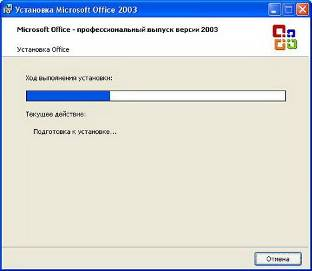 Установка Microsoft Office 2003
Microsoft Office - профессиональный выпуск версии 2003
Установка Office
Ход выполнения установки:
Текущее действие:
Подготовка к установке...
Отмена